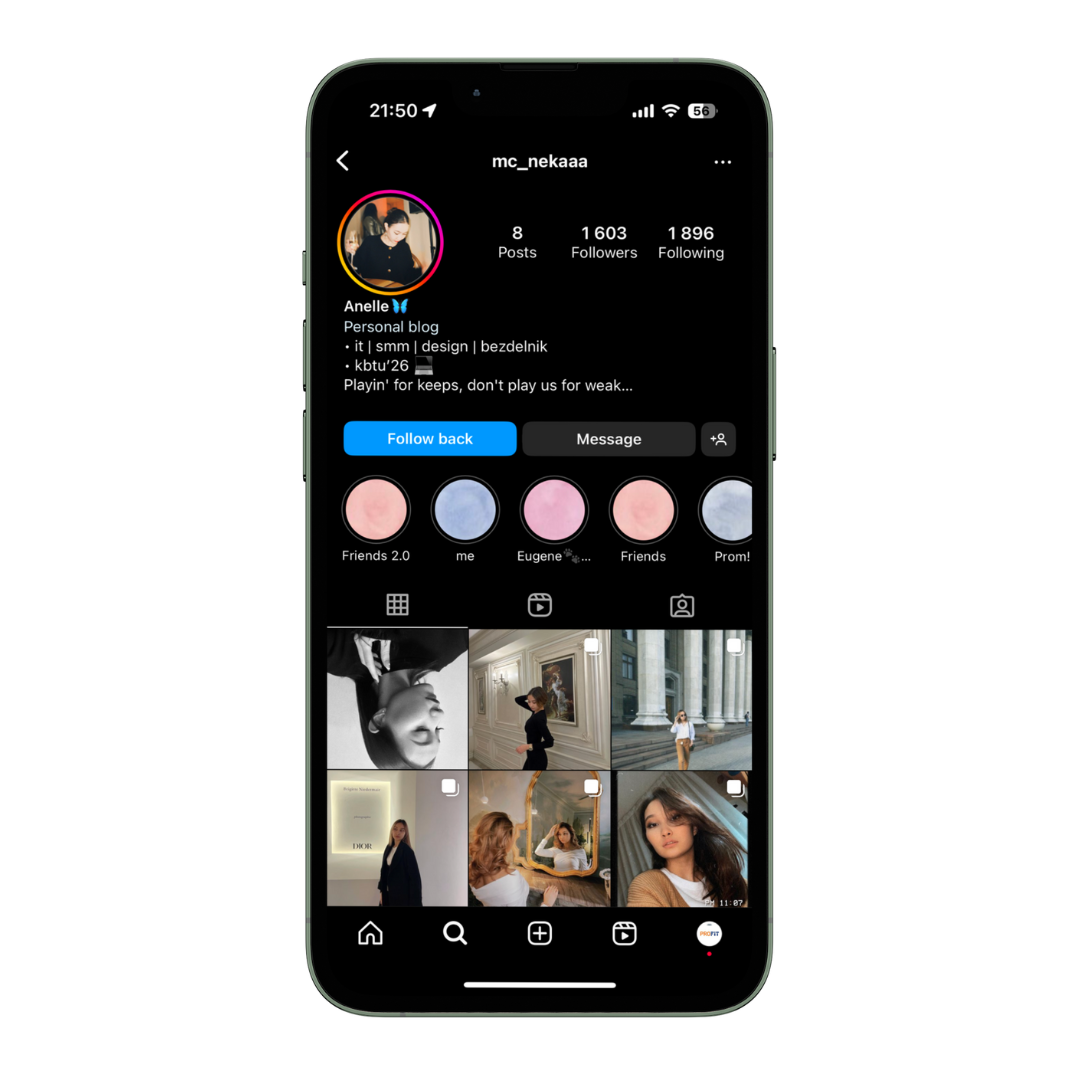 21:50
56
mc_nekaaa
8
1 603
1 896
Posts
Followers
Following
Anelle🦋
Personal blog
• it | smm | design | bezdelnik
• kbtu’26 💻
Playin' for keeps, don't play us for weak...
Follow back
Message
Friends 2.0
me
Eugene🐾...
Friends
Prom!
DIOR
PM 11:07
PROFIT